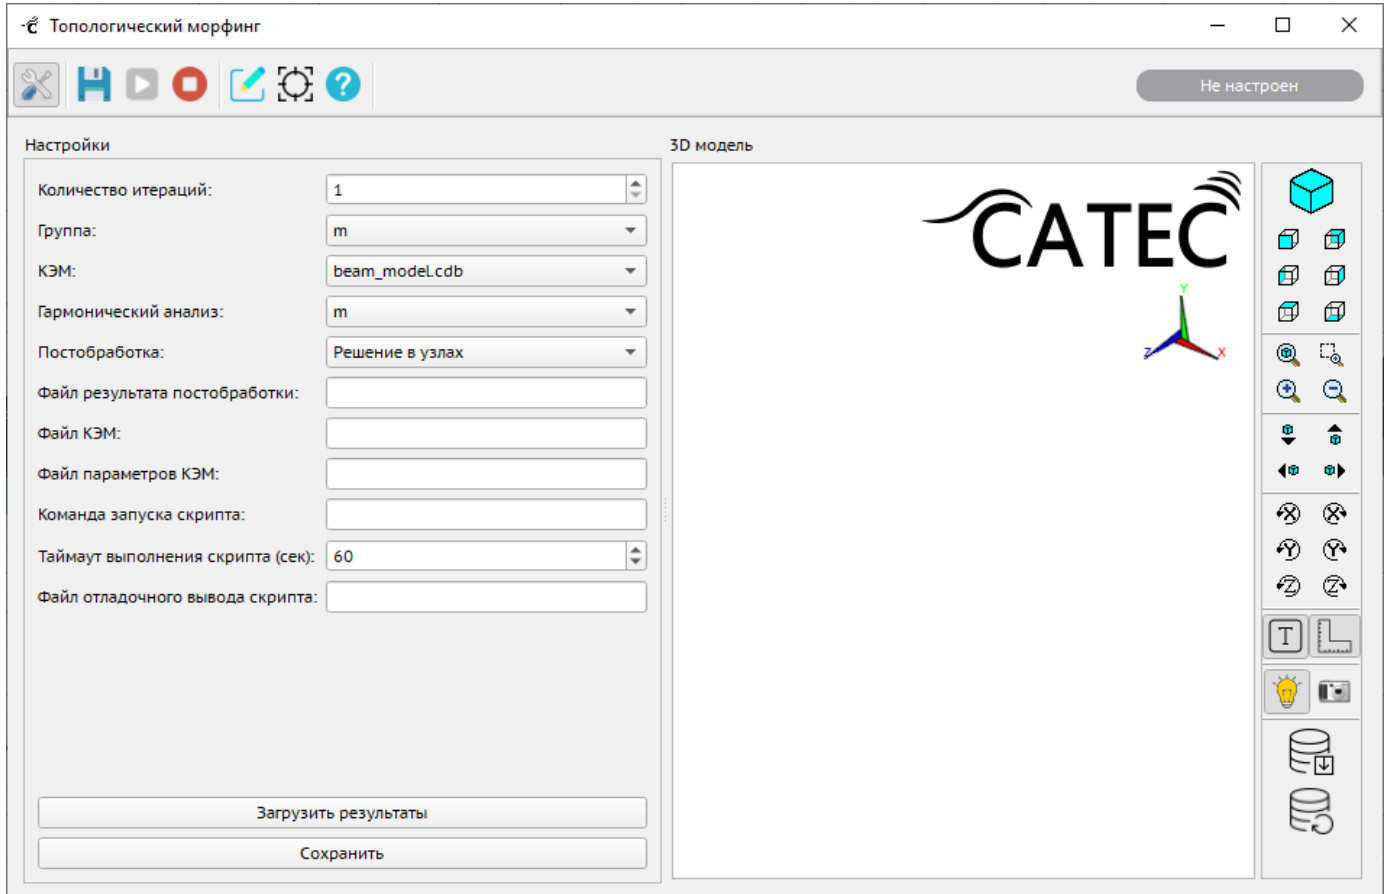 Топологический морфинг
Не настроен
Настройки
Количество итераций: 1
Группа: m
КЭМ: beam_model.cdb
Гармонический анализ: m
Постобработка: Решение в узлах
Файл результата постобработки:
Файл КЭМ:
Файл параметров КЭМ:
Команда запуска скрипта:
Таймаут выполнения скрипта (сек): 60
Файл отладочного вывода скрипта:
Загрузить результаты
Сохранить
3D модель
CATEC
Y
Z X
X X
Y Y
Z Z
T